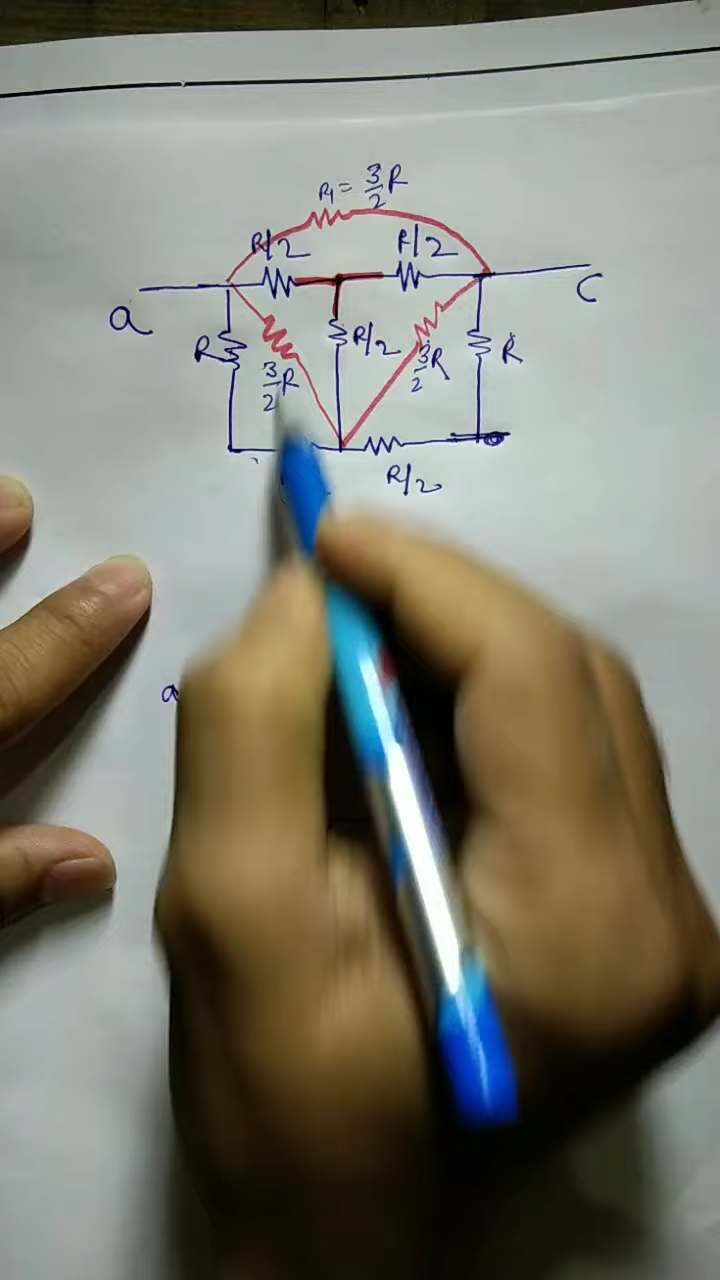 R₁ = 3/2 R
R/2 R/2
a c
R R/2 R
3/2 R 3/2 R
R/2
a